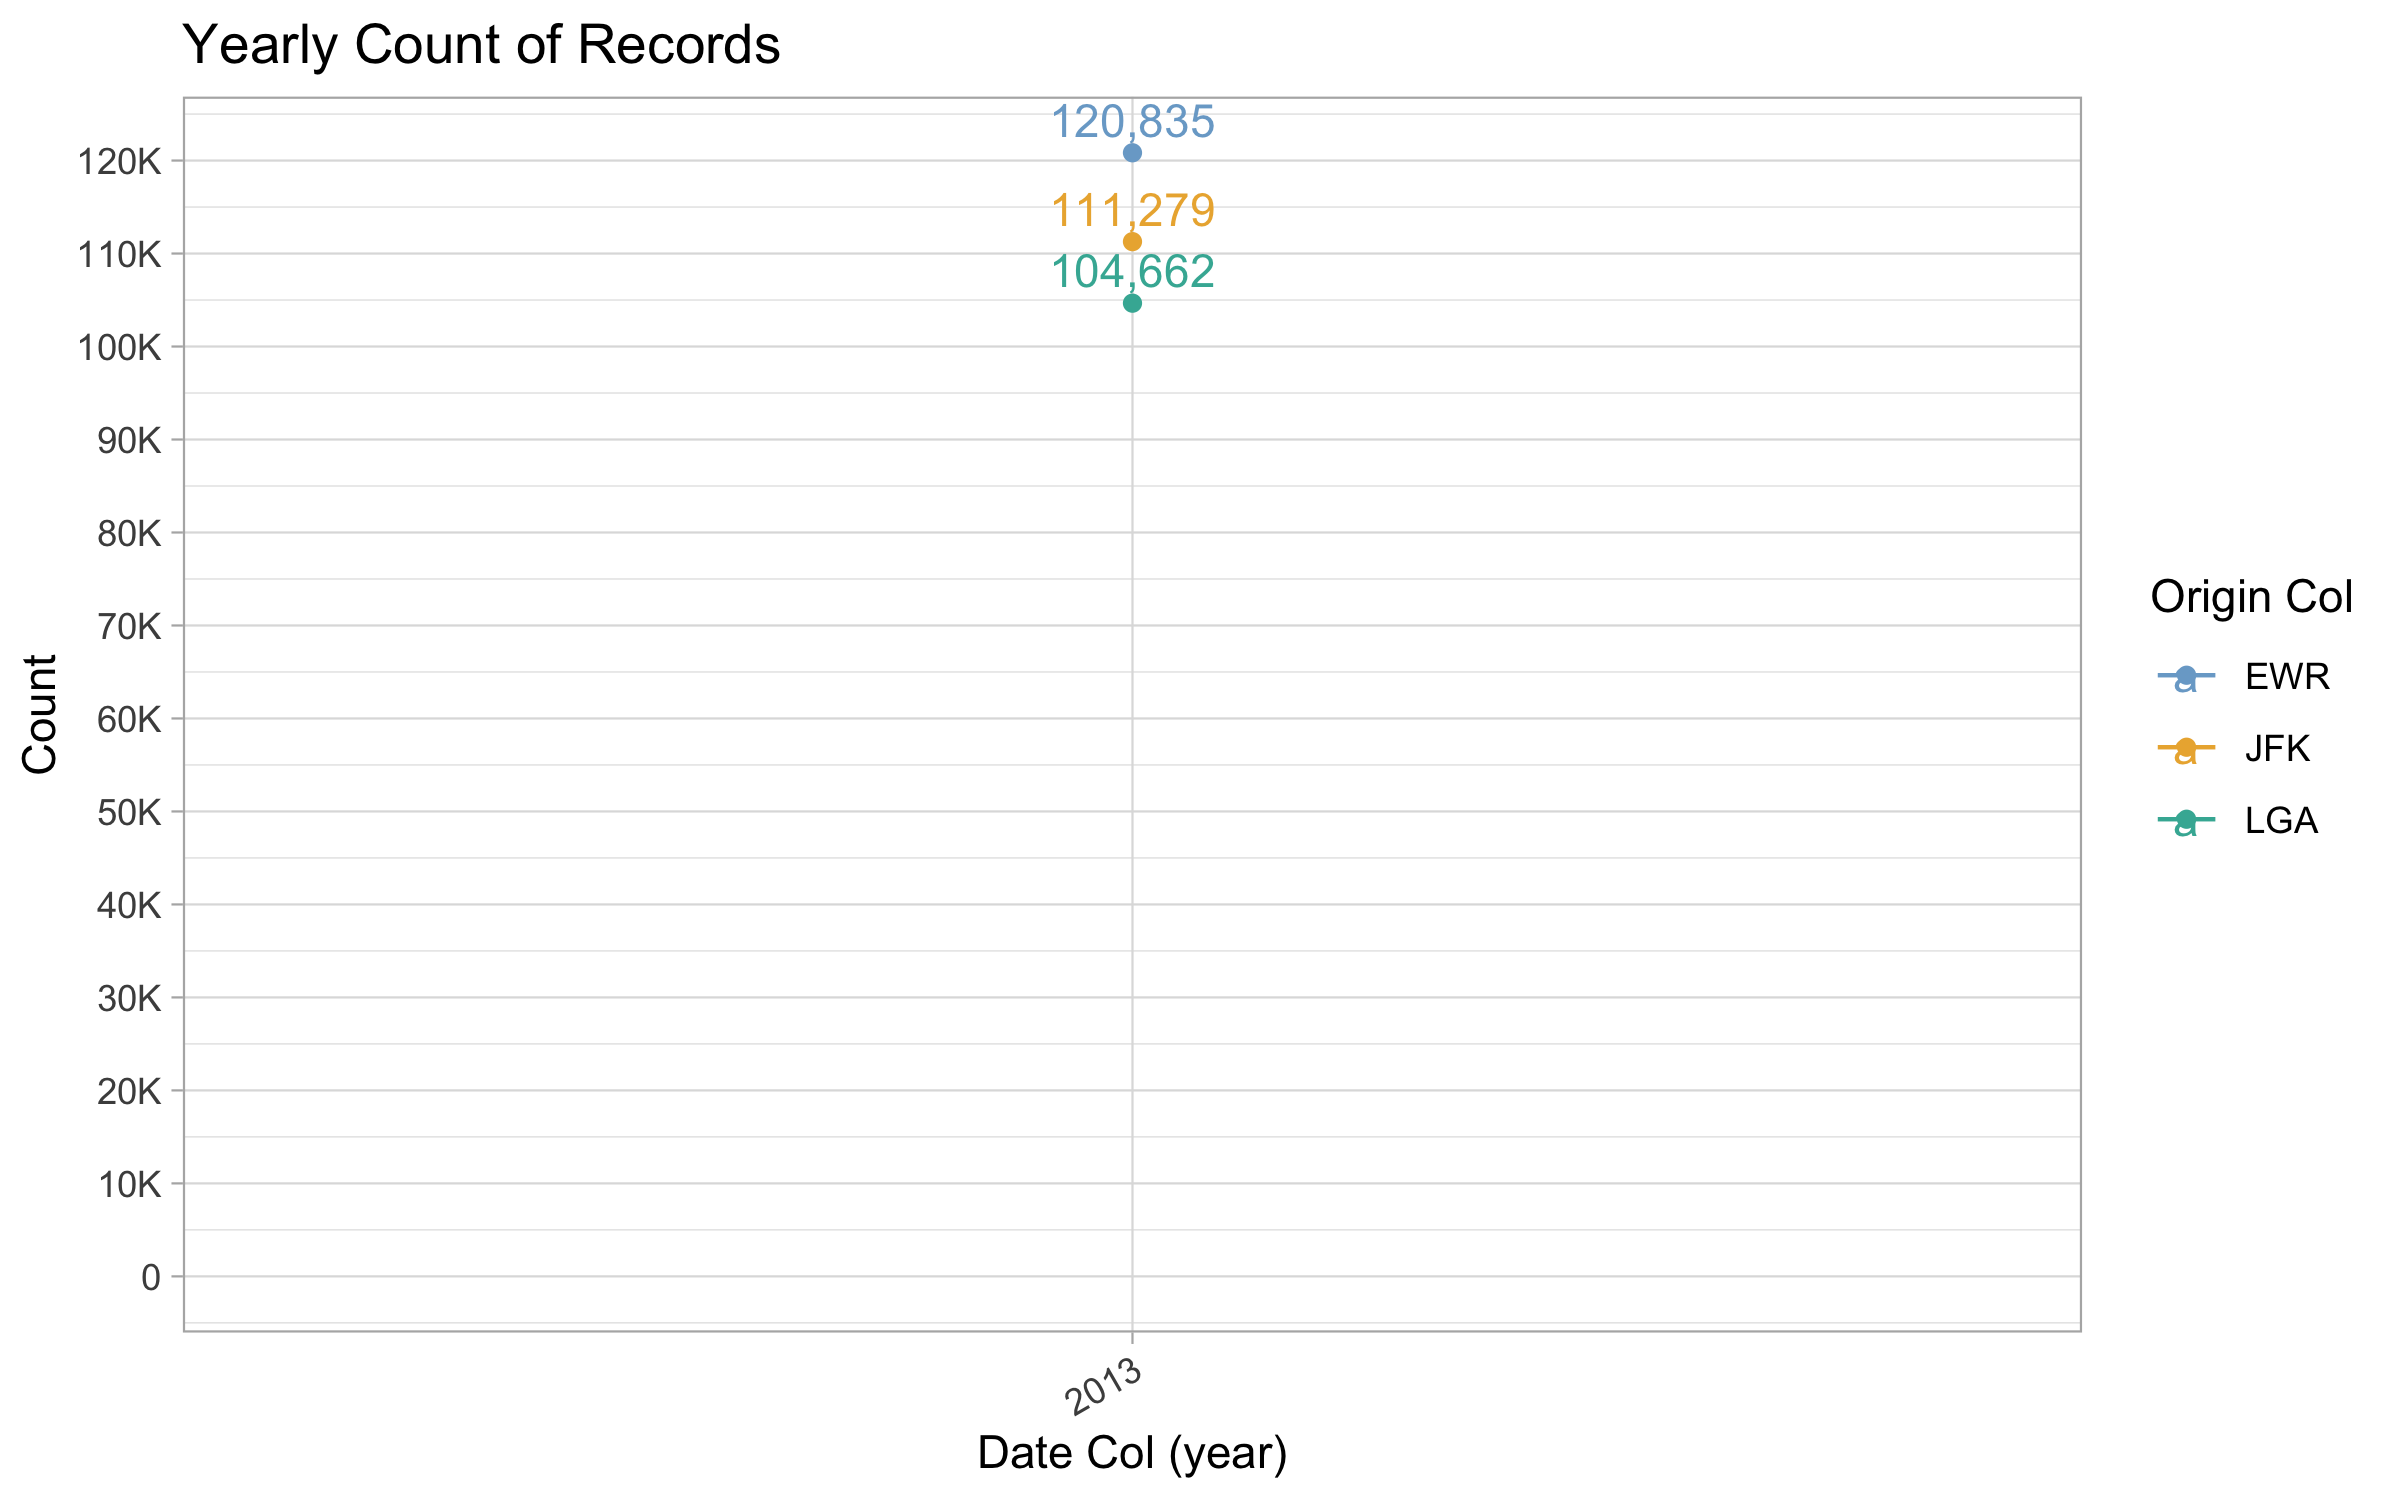 Yearly Count of Records
120,835
111,279
104,662
120K
110K
100K
90K
80K
70K
60K
50K
40K
30K
20K
10K
0
Count
2013
Date Col (year)
Origin Col
a EWR
a JFK
a LGA